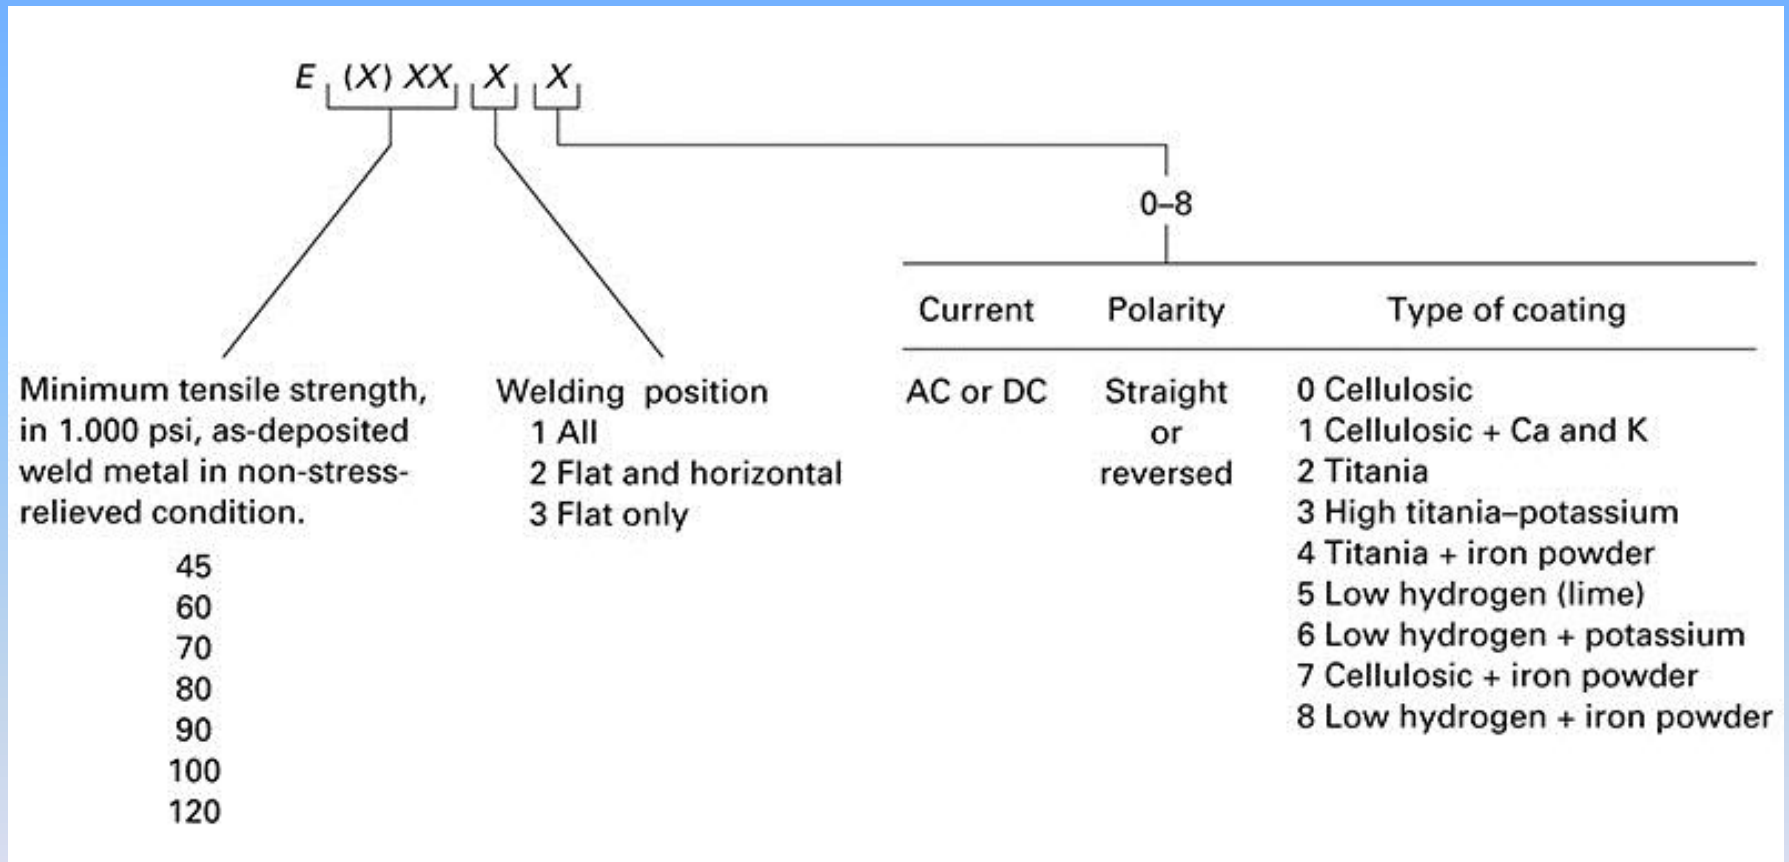 E (X) XX X X
0–8
Current Polarity Type of coating
Minimum tensile strength,
in 1.000 psi, as-deposited
weld metal in non-stress-
relieved condition.
45
60
70
80
90
100
120
Welding position
1 All
2 Flat and horizontal
3 Flat only
AC or DC
Straight
or
reversed
0 Cellulosic
1 Cellulosic + Ca and K
2 Titania
3 High titania–potassium
4 Titania + iron powder
5 Low hydrogen (lime)
6 Low hydrogen + potassium
7 Cellulosic + iron powder
8 Low hydrogen + iron powder